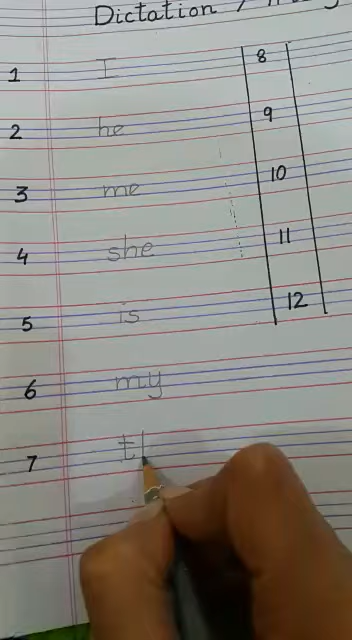 Dictation /
1 I 8
2 he 9
3 me 10
4 she 11
5 is 12
6 my
7 t